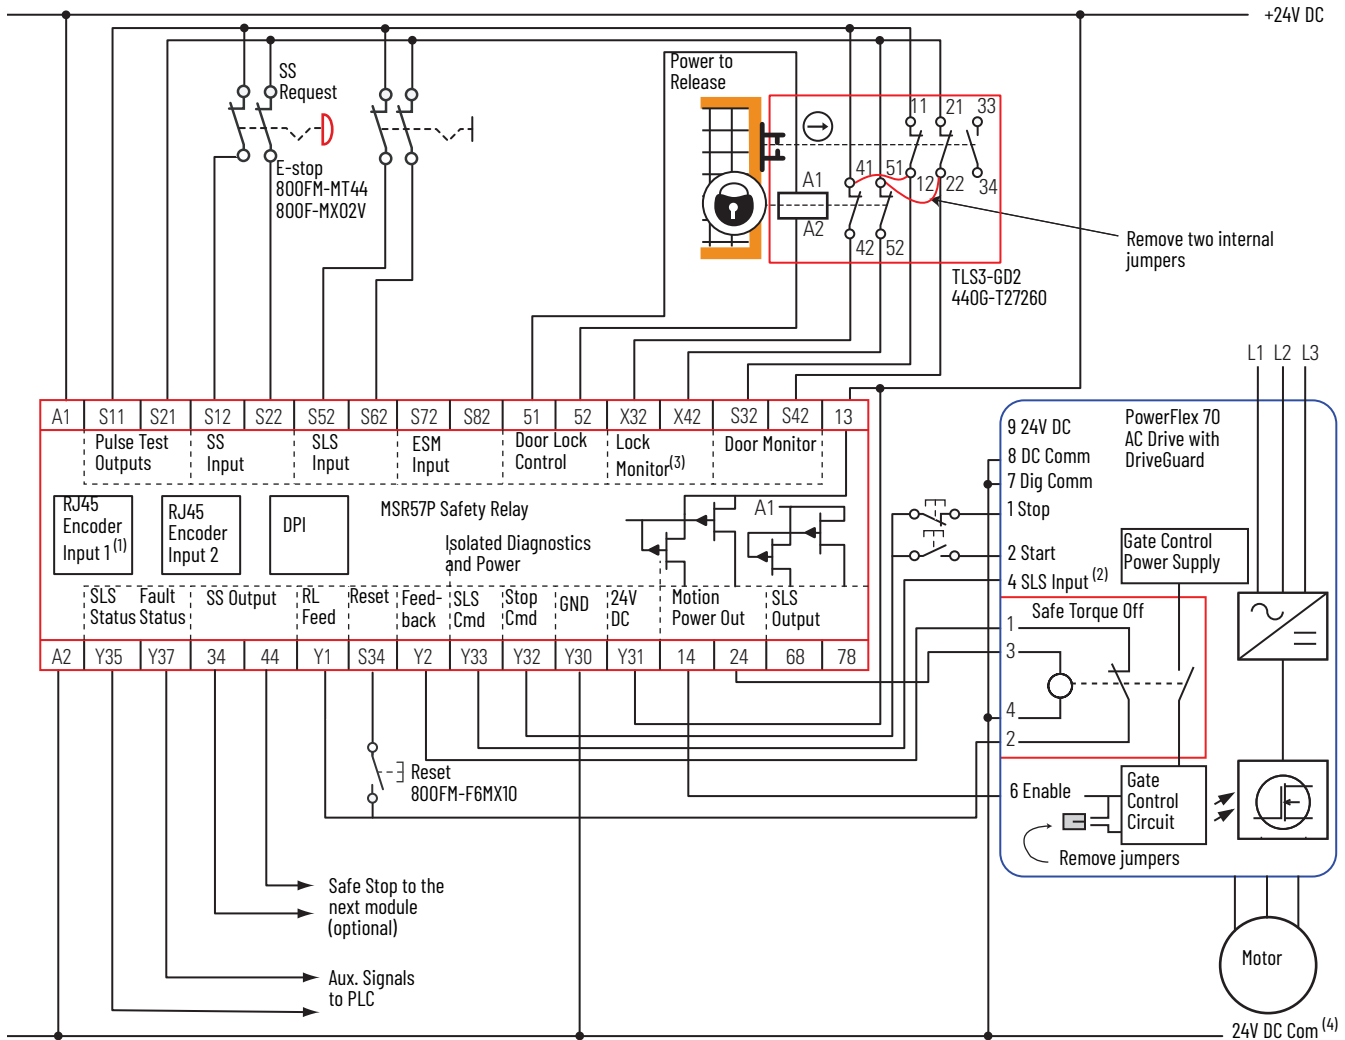 +24V DC
SS
Request
Power to
Release
11 21 33
E-stop
800FM-MT44
800F-MX02V
41 51
12 22 34
A1
A2
42 52
Remove two internal
jumpers
TLS3-GD2
440G-T27260
L1 L2 L3
A1 S11 S21 S12 S22 S52 S62 S72 S82 51 52 X32 X42 S32 S42 13
Pulse Test
Outputs
SS
Input
SLS
Input
ESM
Input
Door Lock
Control
Lock
Monitor(3)
Door Monitor
RJ45
Encoder
Input 1 (1)
RJ45
Encoder
Input 2
DPI
MSR57P Safety Relay
Isolated Diagnostics
and Power
A1
SLS
Status
Fault
Status
SS Output
RL
Feed
Reset
Feed-
back
SLS
Cmd
Stop
Cmd
GND
24V
DC
Motion
Power Out
SLS
Output
A2 Y35 Y37 34 44 Y1 S34 Y2 Y33 Y32 Y30 Y31 14 24 68 78
9 24V DC
8 DC Comm
7 Dig Comm
1 Stop
2 Start
4 SLS Input (2)
PowerFlex 70
AC Drive with
DriveGuard
Gate Control
Power Supply
Safe Torque Off
1
3
4
2
6 Enable
Gate
Control
Circuit
Remove jumpers
Reset
800FM-F6MX10
Safe Stop to the
next module
(optional)
Aux. Signals
to PLC
Motor
24V DC Com (4)